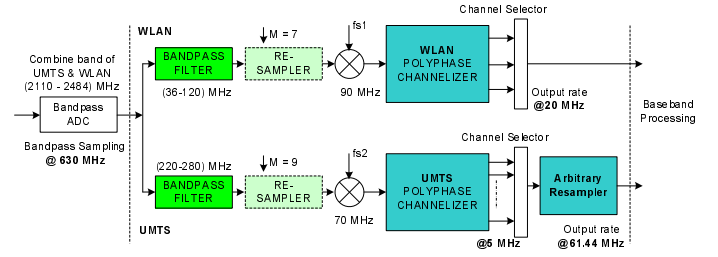 WLAN
Channel Selector
Combine band of
UMTS & WLAN
(2110 - 2484) MHz
Bandpass
ADC
Bandpass Sampling
@ 630 MHz
BANDPASS
FILTER
(36-120) MHz
M = 7
RE-
SAMPLER
fs1
90 MHz
WLAN
POLYPHASE
CHANNELIZER
Output rate
@20 MHz
Baseband
Processing
(220-280) MHz
BANDPASS
FILTER
UMTS
M = 9
RE-
SAMPLER
fs2
70 MHz
UMTS
POLYPHASE
CHANNELIZER
Channel Selector
@5 MHz
Arbitrary
Resampler
Output rate
@61.44 MHz